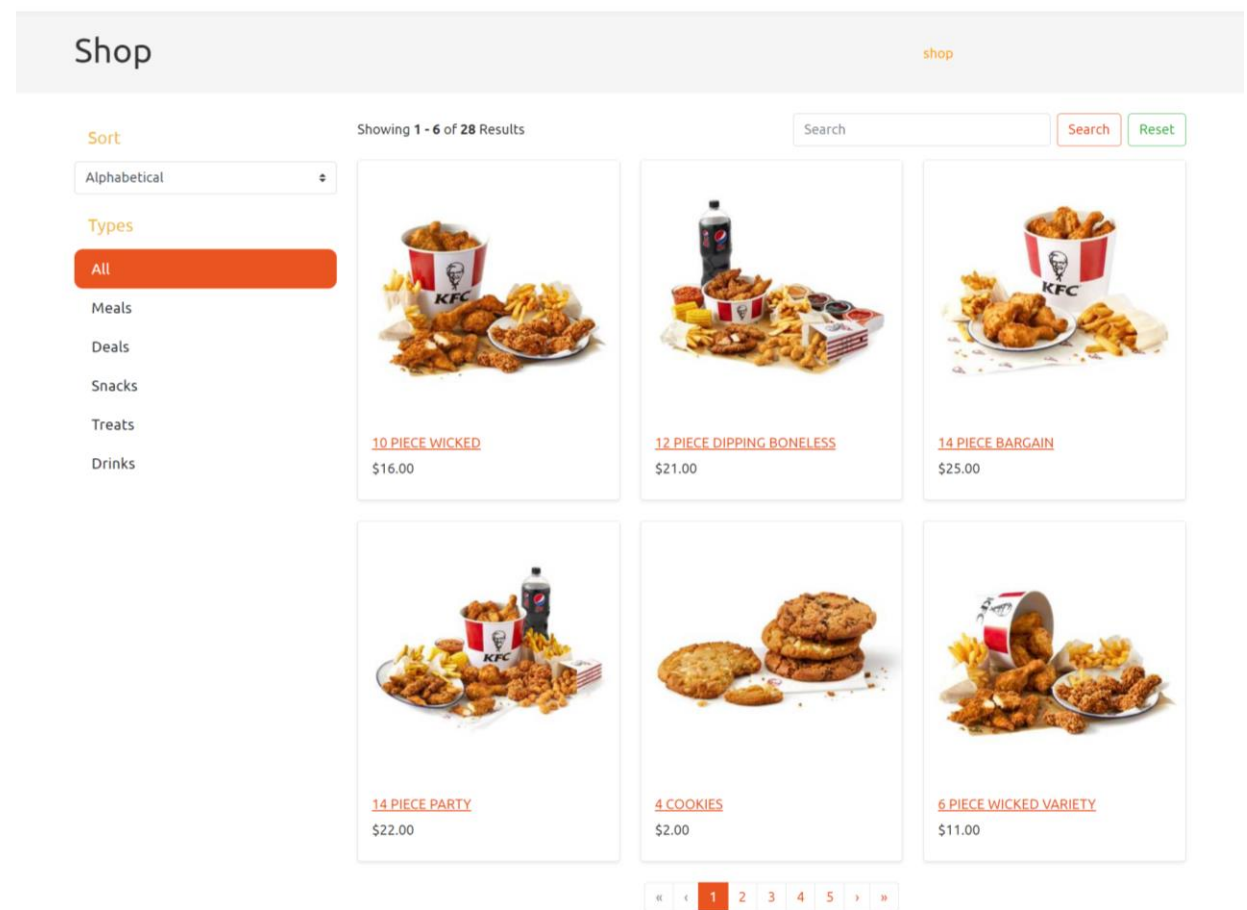 Shop
shop
Sort
Alphabetical
Types
All
Meals
Deals
Snacks
Treats
Drinks
Showing 1 - 6 of 28 Results
Search
Search
Reset
KFC
10 PIECE WICKED
$16.00
12 PIECE DIPPING BONELESS
$21.00
KFC
14 PIECE BARGAIN
$25.00
KFC
14 PIECE PARTY
$22.00
4 COOKIES
$2.00
KFC
6 PIECE WICKED VARIETY
$11.00
« ‹ 1 2 3 4 5 › »